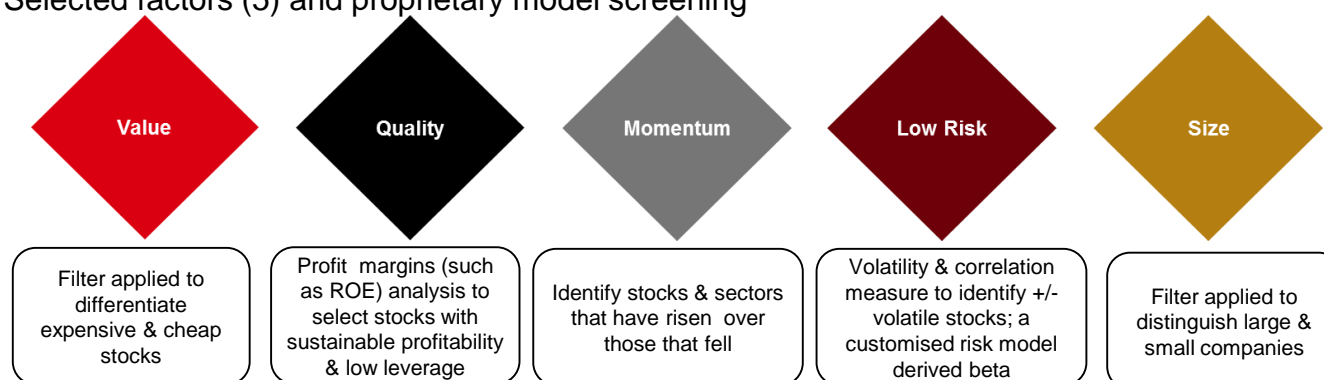 Selected factors (5) and proprietary model screening
Value
Quality
Momentum
Low Risk
Size
Filter applied to
differentiate
expensive & cheap
stocks
Profit margins (such
as ROE) analysis to
select stocks with
sustainable profitability
& low leverage
Identify stocks & sectors
that have risen over
those that fell
Volatility & correlation
measure to identify +/-
volatile stocks; a
customised risk model
derived beta
Filter applied to
distinguish large &
small companies